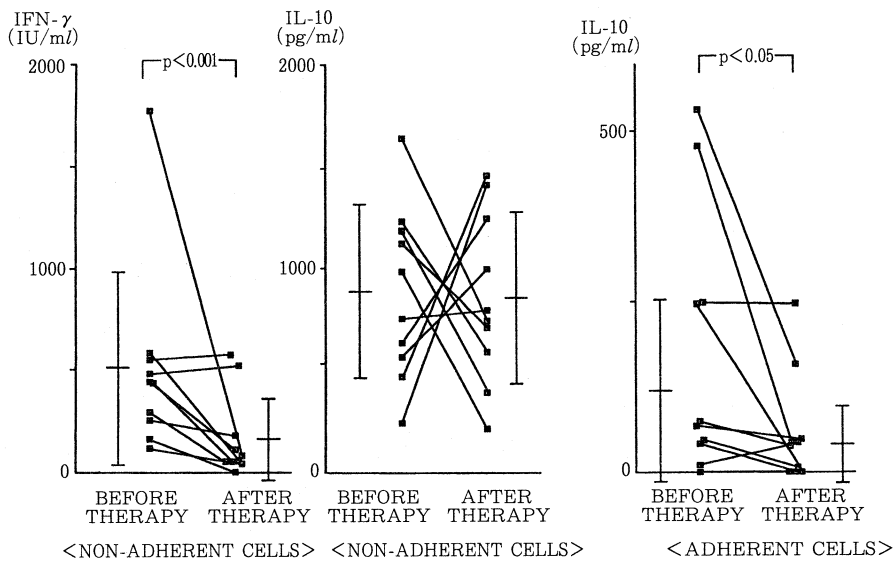 IFN-γ
(IU/ml)
2000
1000
0
p<0.001
BEFORE
THERAPY
AFTER
THERAPY
<NON-ADHERENT CELLS>
IL-10
(pg/ml)
2000
1000
0
BEFORE
THERAPY
AFTER
THERAPY
<NON-ADHERENT CELLS>
IL-10
(pg/ml)
500
0
p<0.05
BEFORE
THERAPY
AFTER
THERAPY
<ADHERENT CELLS>